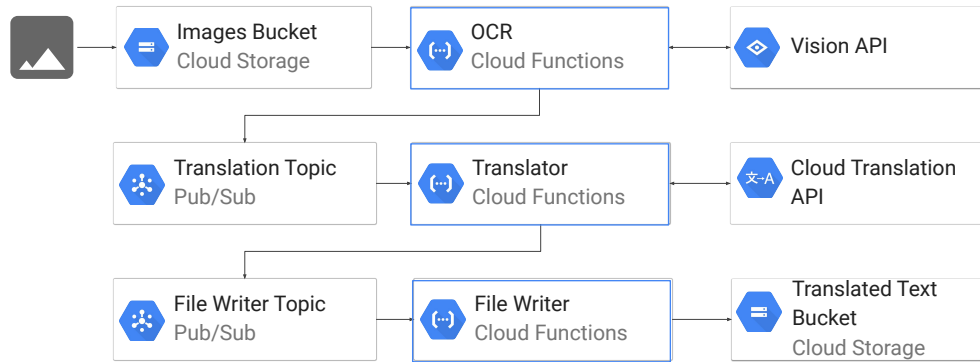 Images Bucket
Cloud Storage
OCR
Cloud Functions
Vision API
Translation Topic
Pub/Sub
Translator
Cloud Functions
文→A
Cloud Translation
API
File Writer Topic
Pub/Sub
File Writer
Cloud Functions
Translated Text
Bucket
Cloud Storage